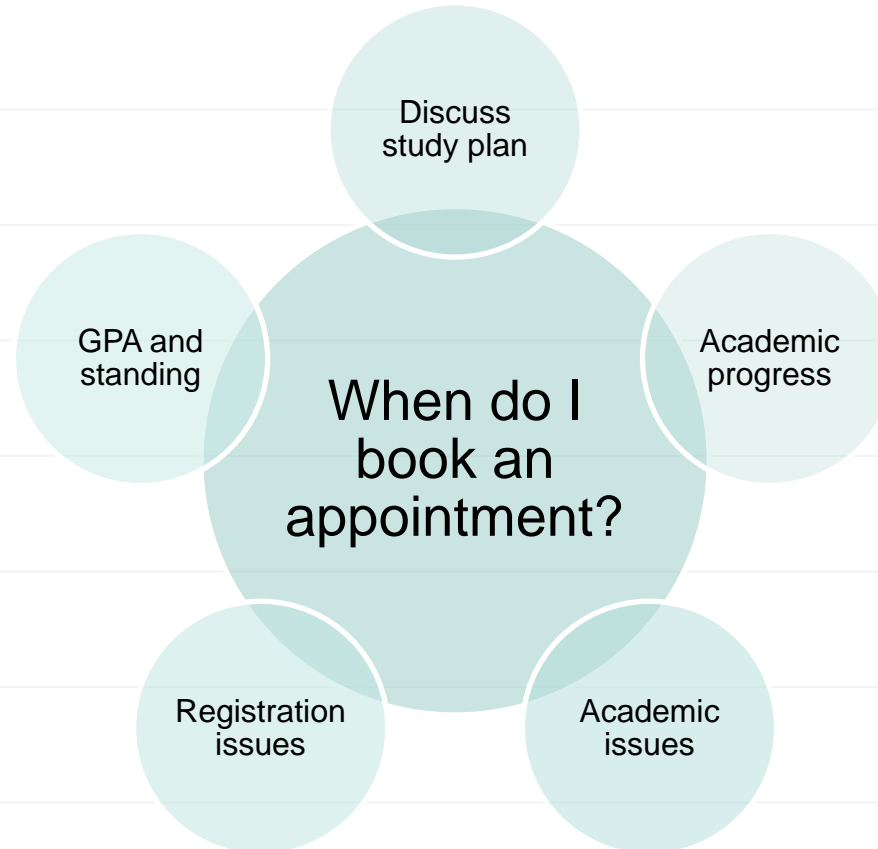 Discuss
study plan
GPA and
standing
Academic
progress
When do I
book an
appointment?
Registration
issues
Academic
issues